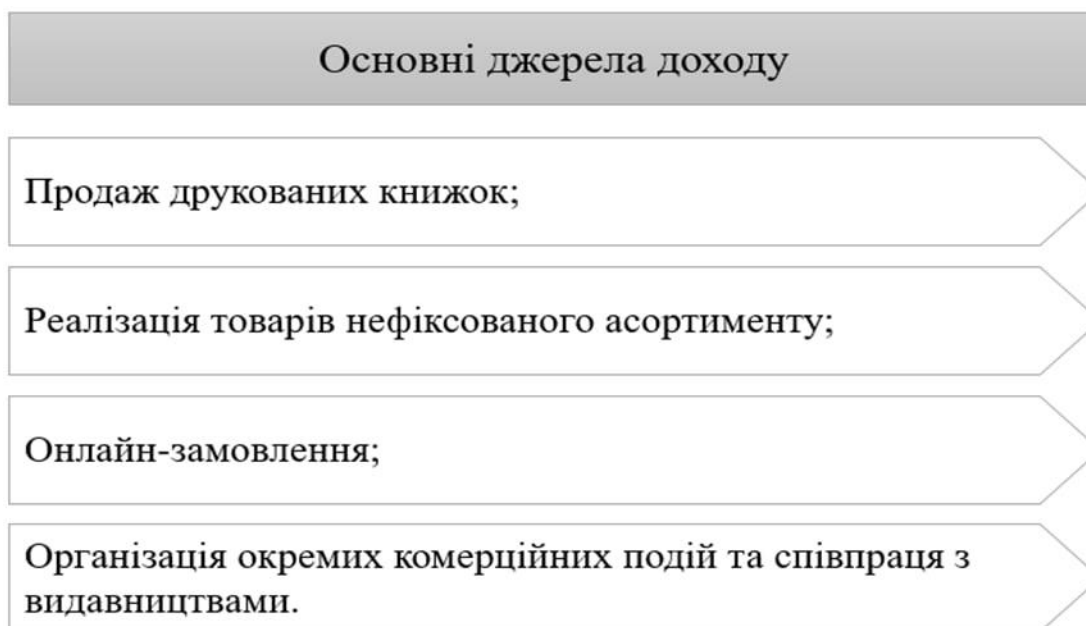 Основні джерела доходу
Продаж друкованих книжок;
Реалізація товарів нефіксованого асортименту;
Онлайн-замовлення;
Організація окремих комерційних подій та співпраця з
видавництвами.